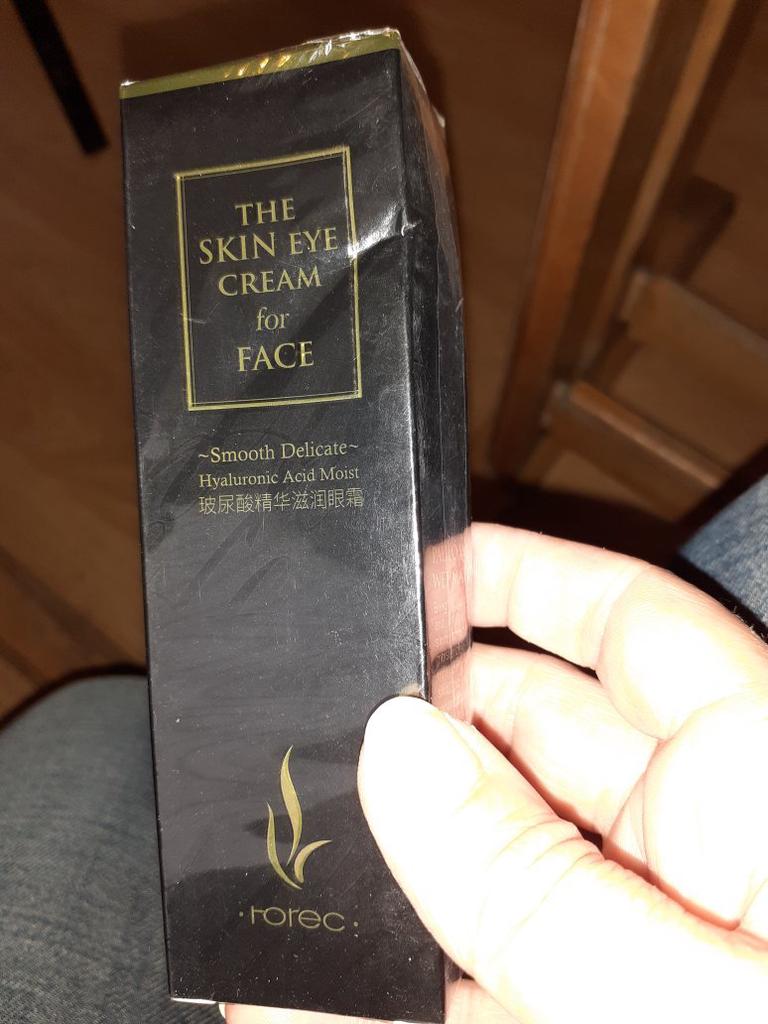 THE
SKIN EYE
CREAM
for
FACE
~Smooth Delicate~
Hyaluronic Acid Moist
玻尿酸精华滋润眼霜
·rorec·